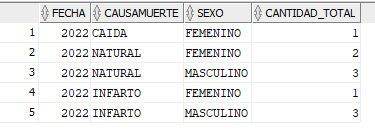 FECHA CAUSAMUERTE SEXO CANTIDAD_TOTAL
1 2022 CAIDA FEMENINO 1
2 2022 NATURAL FEMENINO 2
3 2022 NATURAL MASCULINO 3
4 2022 INFARTO FEMENINO 1
5 2022 INFARTO MASCULINO 3